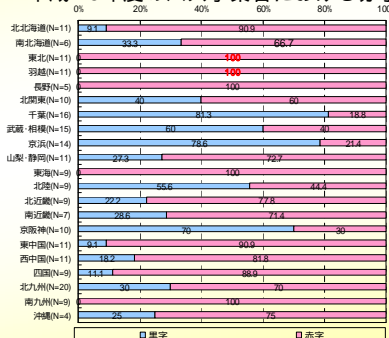 0% 20% 40% 60% 80% 100%
北北海道(N=11) 9.1 90.9
南北海道(N=6) 33.3 66.7
東北(N=11) 0 100
羽越(N=11) 0 100
長野(N=5) 0 100
北関東(N=10) 40 60
千葉(N=16) 81.3 18.8
武蔵・相模(N=15) 60 40
京浜(N=14) 78.6 21.4
山梨・静岡(N=11) 27.3 72.7
東海(N=9) 0 100
北陸(N=9) 55.6 44.4
北近畿(N=9) 22.2 77.8
南近畿(N=7) 28.6 71.4
京阪神(N=10) 70 30
東中国(N=11) 9.1 90.9
西中国(N=11) 18.2 81.8
四国(N=9) 11.1 88.9
北九州(N=20) 30 70
南九州(N=9) 0 100
沖縄(N=4) 25 75
黒字 赤字